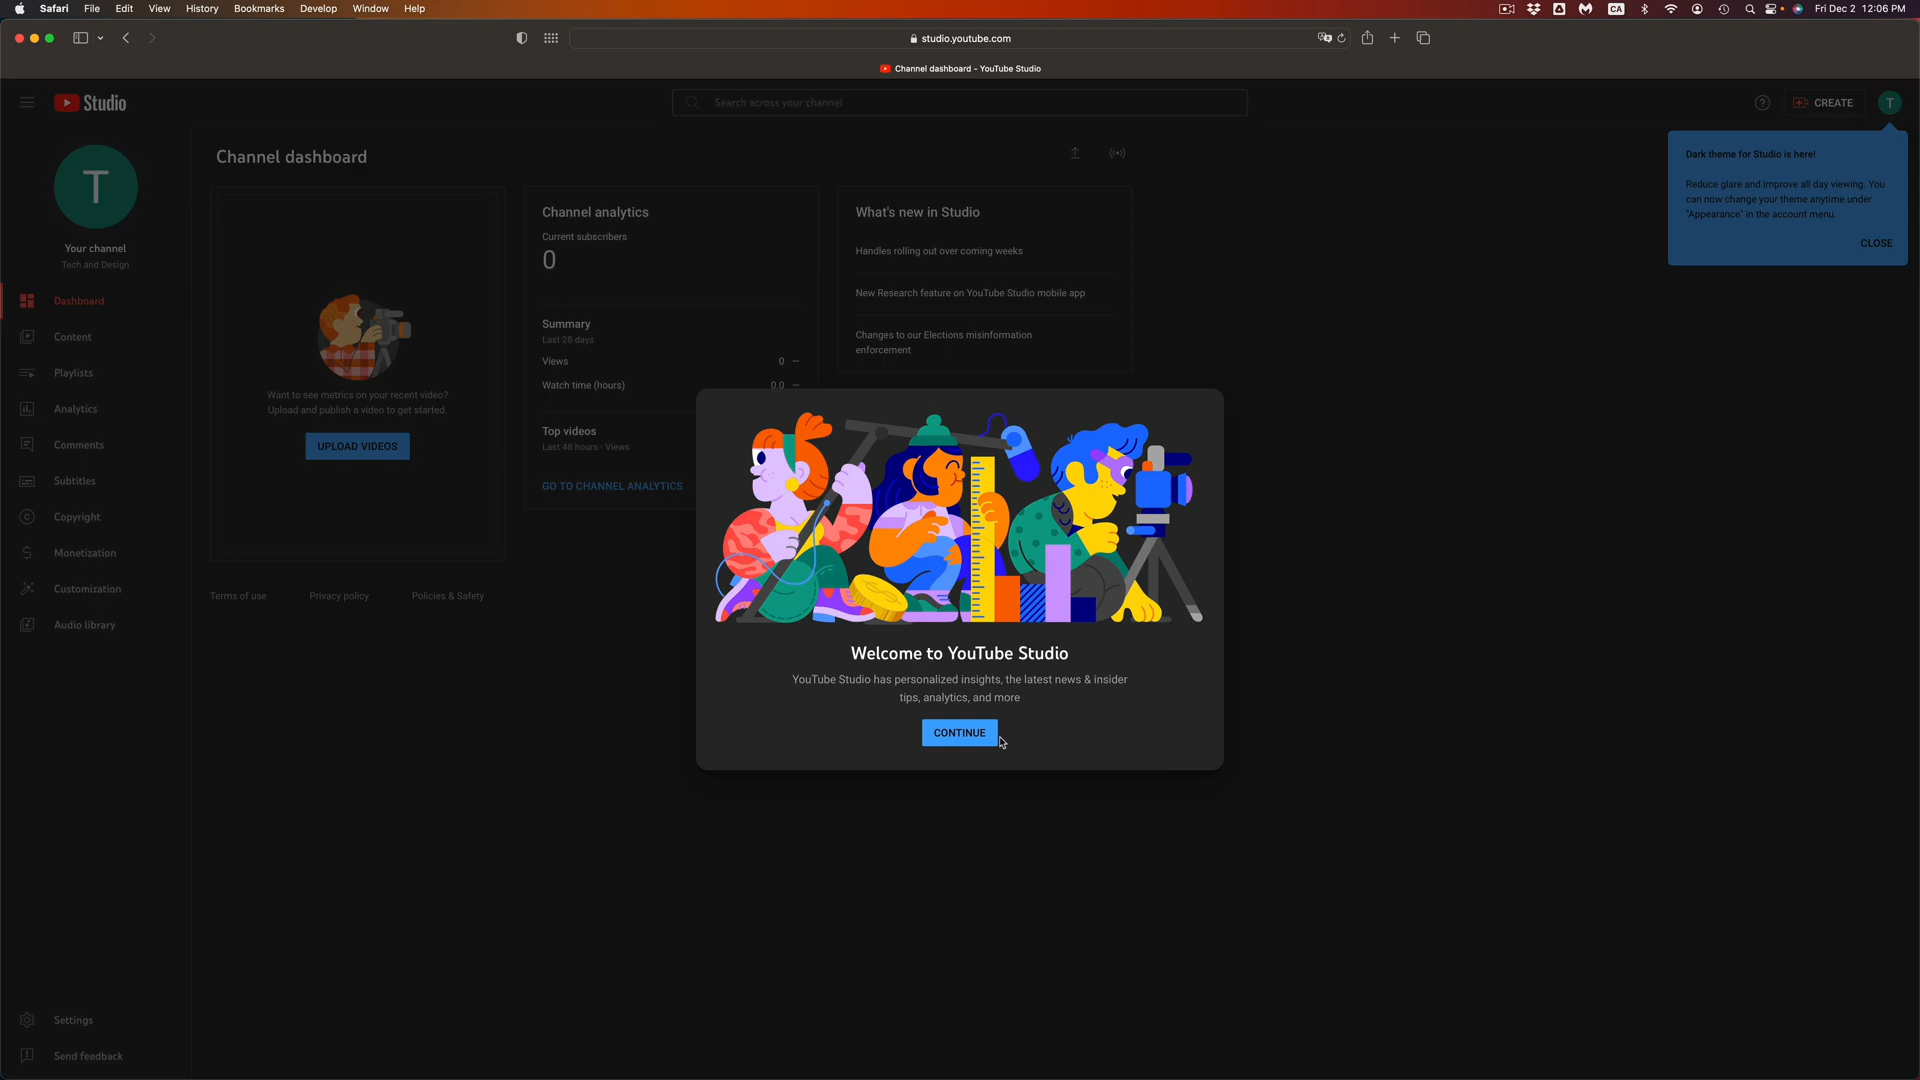 Safari File Edit View History Bookmarks Develop Window Help
CA
Fri Dec 2 12:06 PM
studio.youtube.com
Channel dashboard - YouTube Studio
Studio
Search across your channel
CREATE
T
Dark theme for Studio is here!
Reduce glare and improve all day viewing. You
can now change your theme anytime under
"Appearance" in the account menu.
CLOSE
T
Your channel
Tech and Design
Dashboard
Content
Playlists
Analytics
Comments
Subtitles
Copyright
Monetization
Customization
Audio library
Settings
Send feedback
Channel dashboard
Want to see metrics on your recent video?
Upload and publish a video to get started.
UPLOAD VIDEOS
Channel analytics
Current subscribers
0
Summary
Last 28 days
Views 0 —
Watch time (hours) 0.0 —
Top videos
Last 48 hours · Views
GO TO CHANNEL ANALYTICS
What's new in Studio
Handles rolling out over coming weeks
New Research feature on YouTube Studio mobile app
Changes to our Elections misinformation
enforcement
Terms of use Privacy policy Policies & Safety
Welcome to YouTube Studio
YouTube Studio has personalized insights, the latest news & insider
tips, analytics, and more
CONTINUE